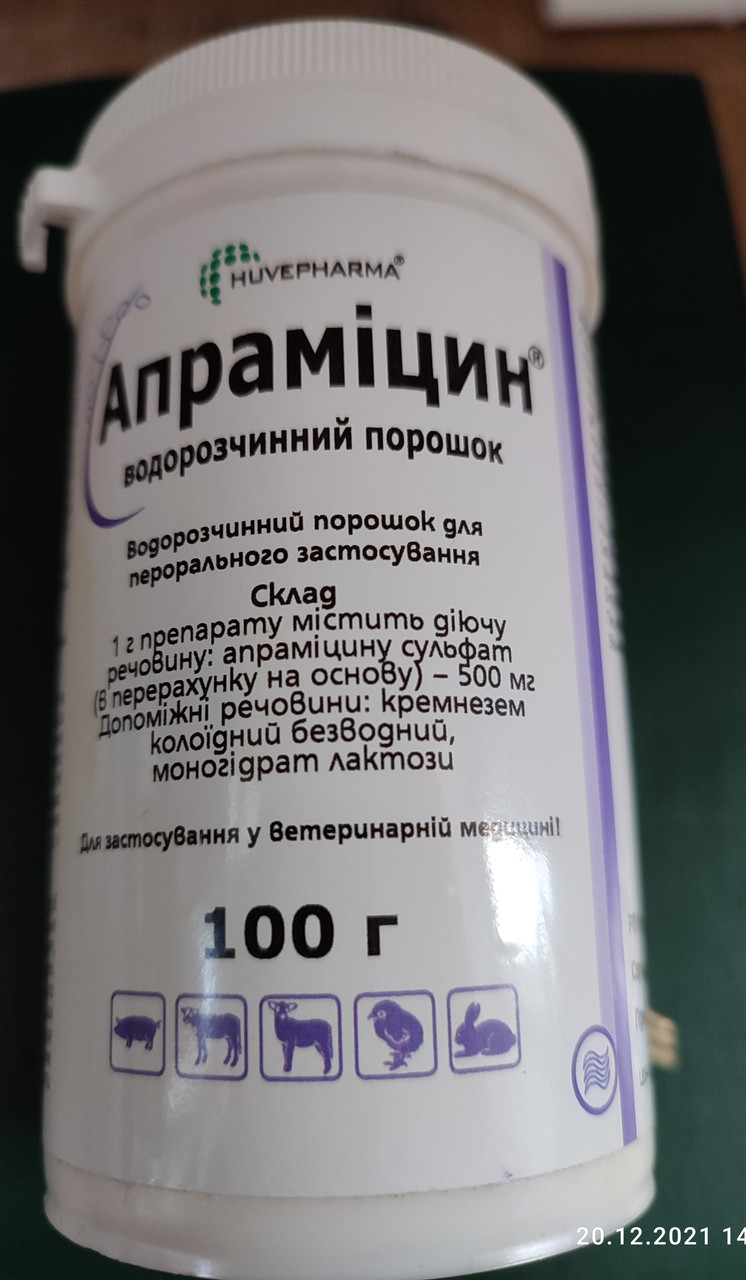 HUVEPHARMA®
Апраміцин®
водорозчинний порошок
Водорозчинний порошок для
перорального застосування
Склад
1 г препарату містить діючу
речовину: апраміцину сульфат
(в перерахунку на основу) – 500 мг
Допоміжні речовини: кремнезем
колоїдний безводний,
моногідрат лактози
Для застосування у ветеринарній медицині!
100 г
20.12.2021 14